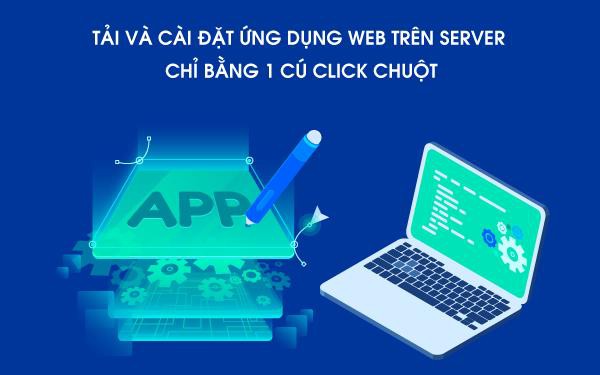 TẢI VÀ CÀI ĐẶT ỨNG DỤNG WEB TRÊN SERVER
CHỈ BẰNG 1 CÚ CLICK CHUỘT
APP